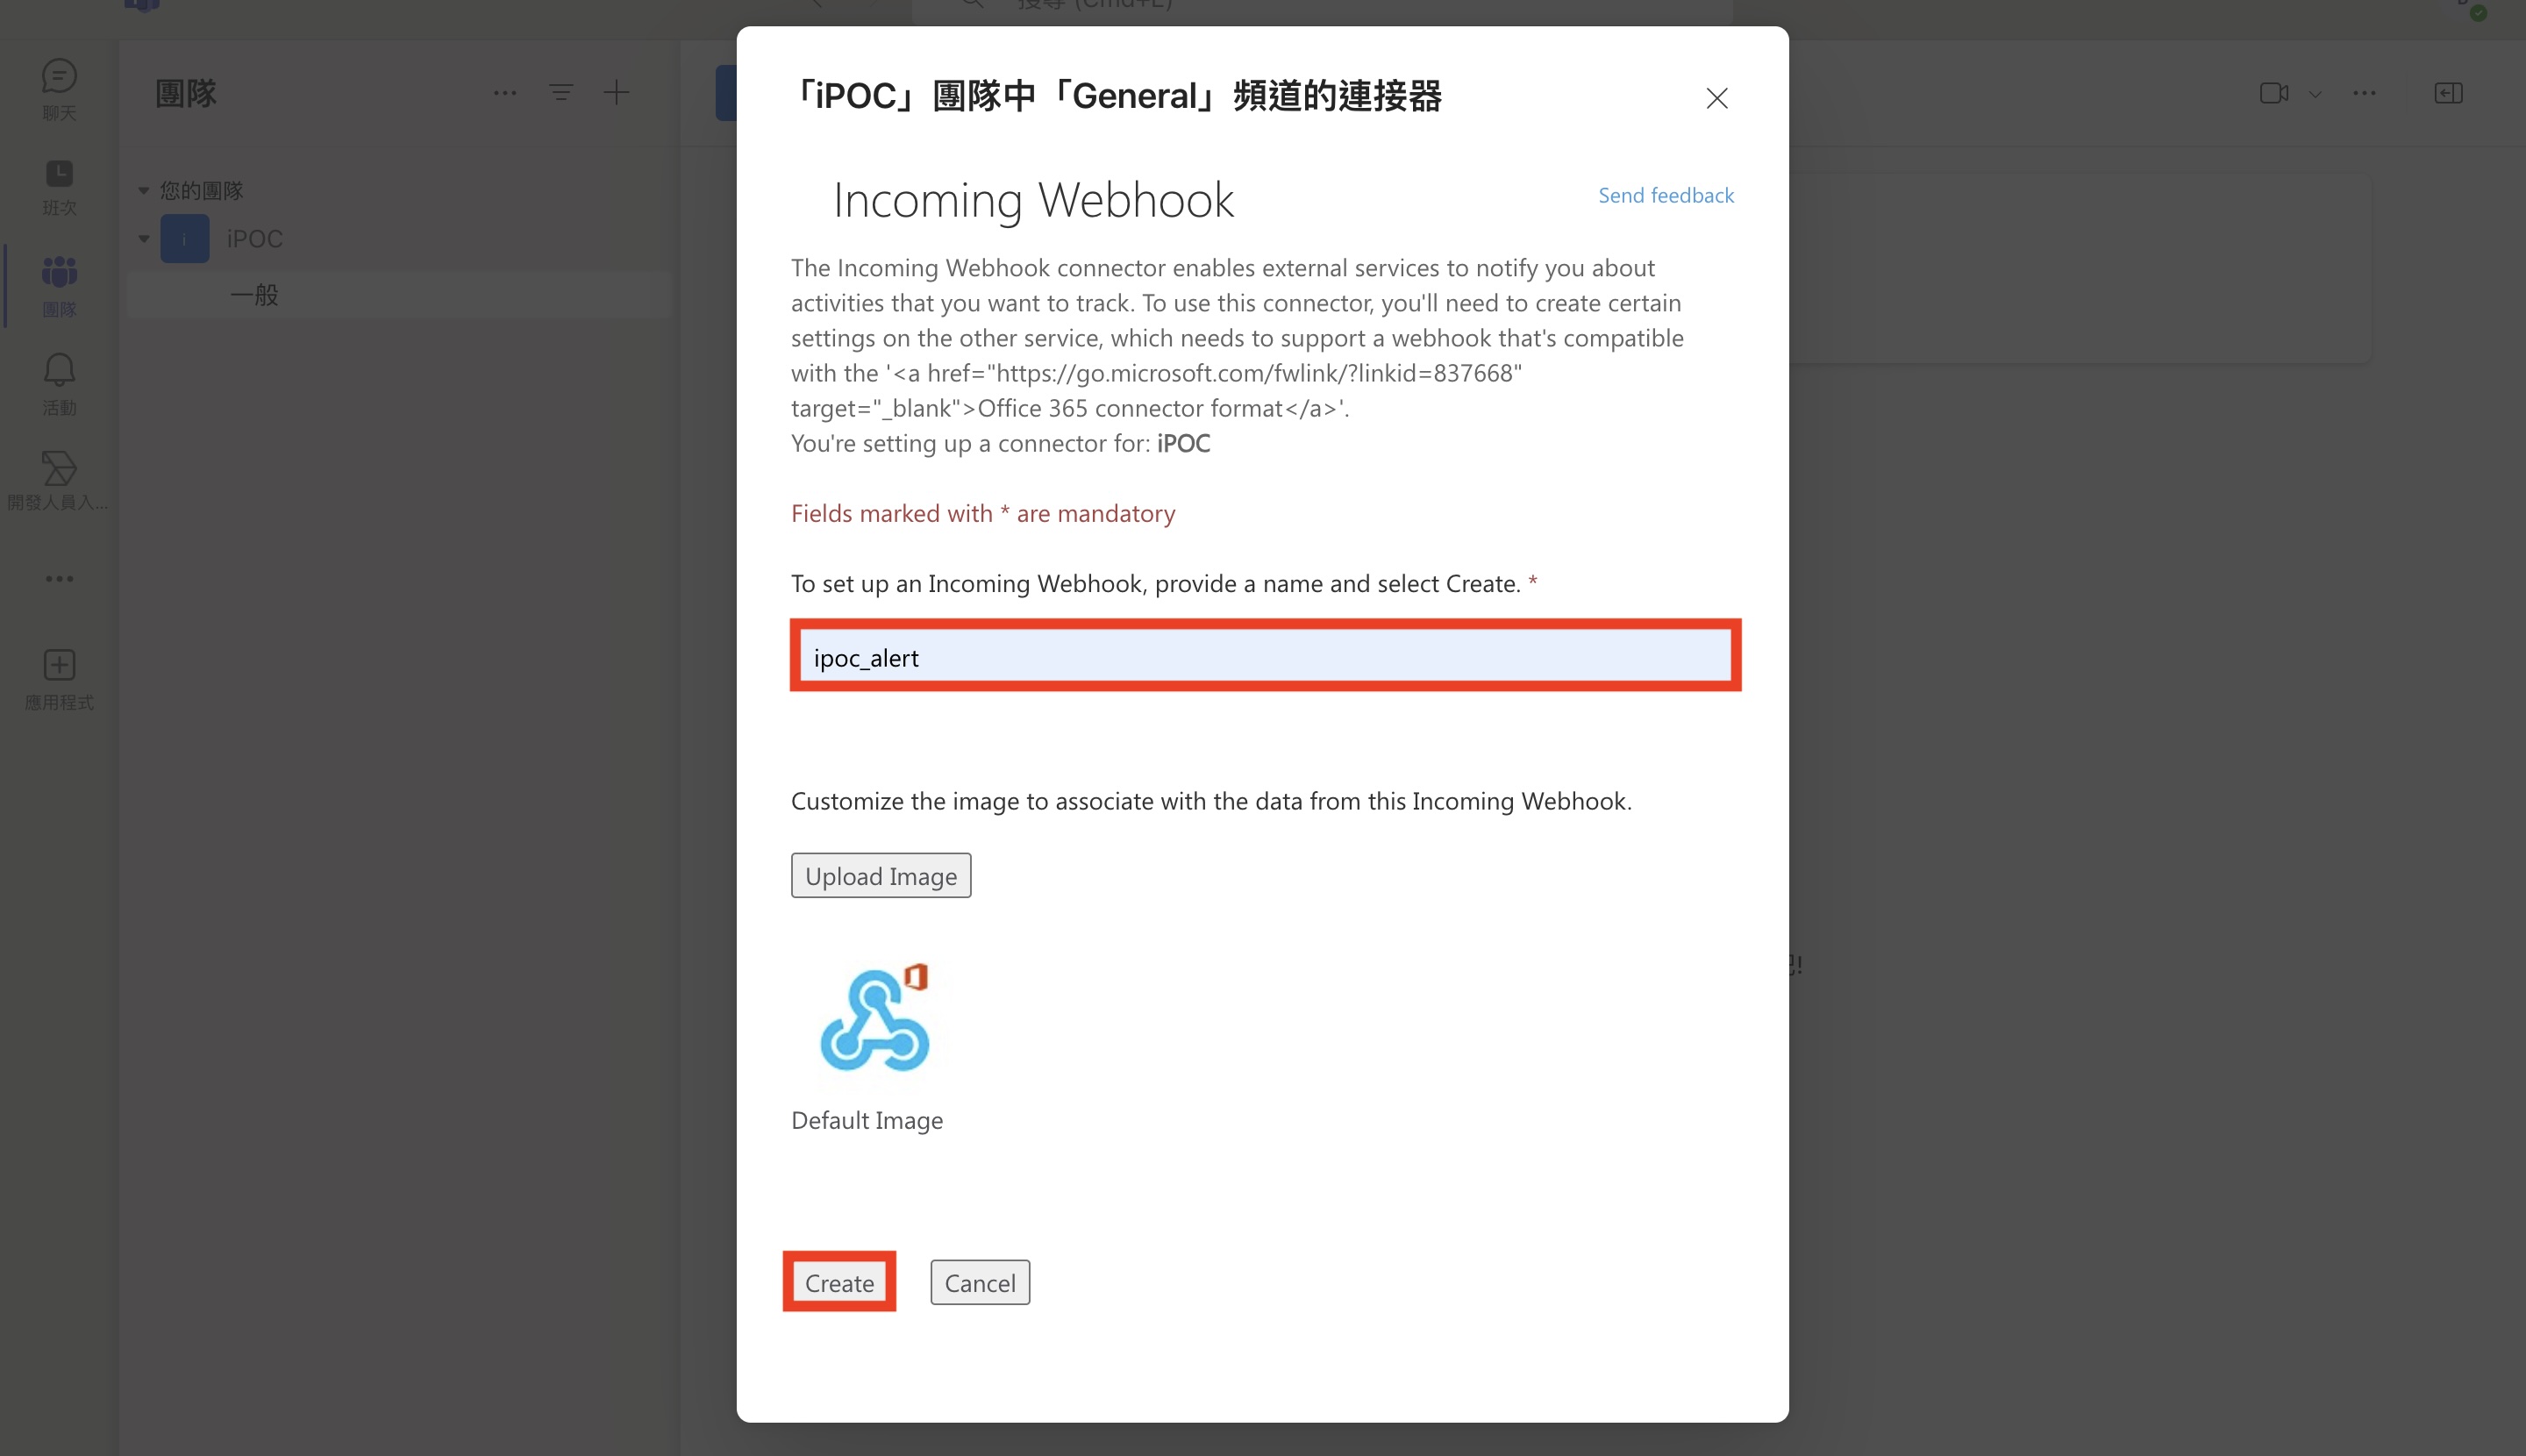 搜尋 (Cmd+E)
聊天
班次
團隊
活動
開發人員入...
應用程式
團隊
您的團隊
i iPOC
一般
「iPOC」團隊中「General」頻道的連接器
Incoming Webhook
Send feedback
The Incoming Webhook connector enables external services to notify you about
activities that you want to track. To use this connector, you'll need to create certain
settings on the other service, which needs to support a webhook that's compatible
with the '<a href="https://go.microsoft.com/fwlink/?linkid=837668"
target="_blank">Office 365 connector format</a>'.
You're setting up a connector for: iPOC
Fields marked with * are mandatory
To set up an Incoming Webhook, provide a name and select Create. *
ipoc_alert
Customize the image to associate with the data from this Incoming Webhook.
Upload Image
Default Image
Create
Cancel